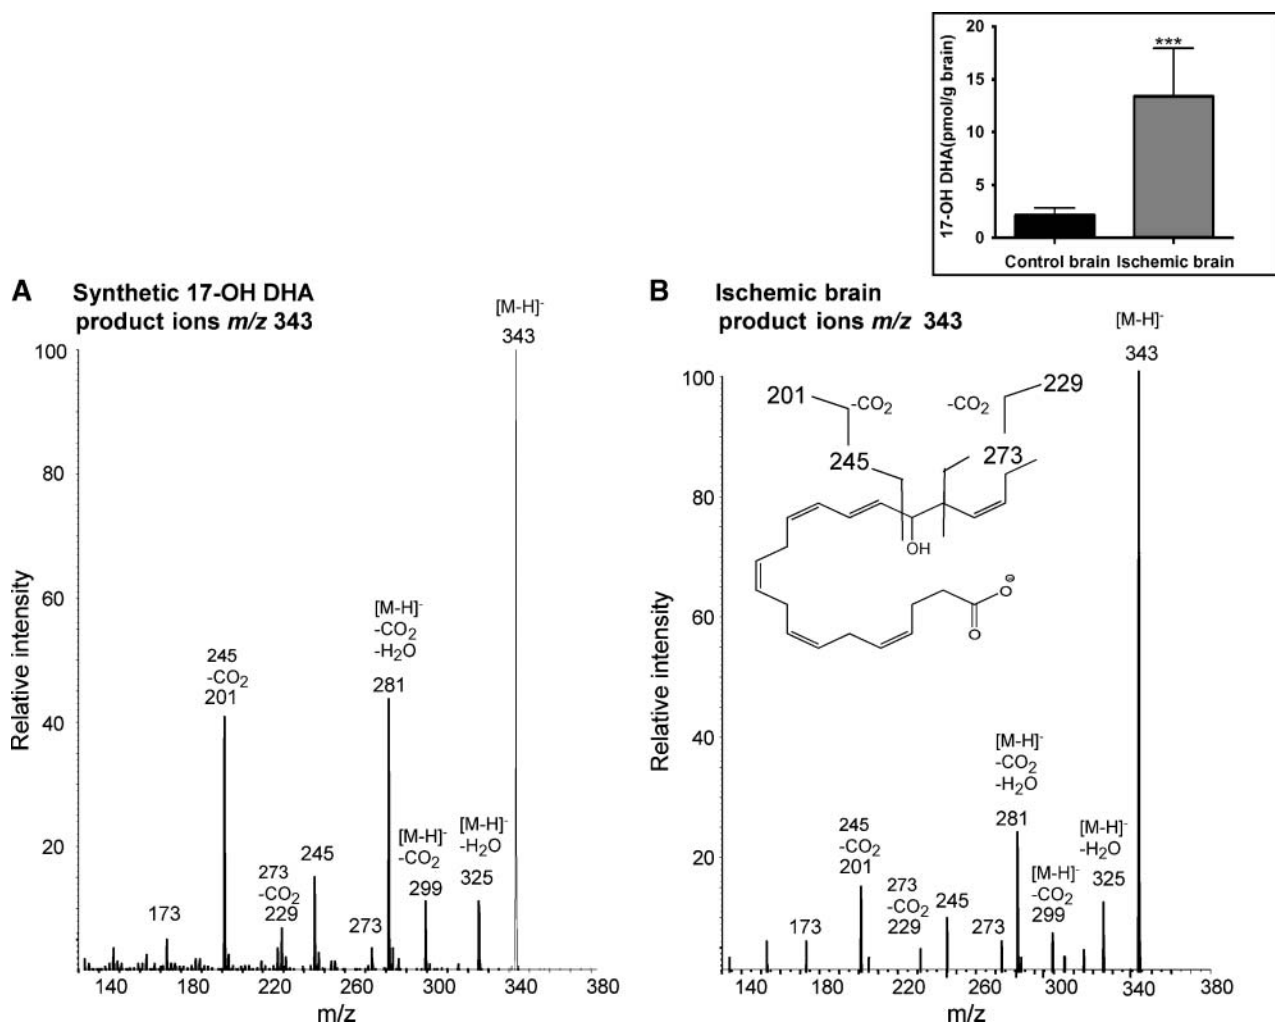 20
***
15
10
5
0
17-OH DHA(pmol/g brain)
Control brain Ischemic brain
A Synthetic 17-OH DHA
product ions m/z 343
[M-H]-
343
100
80
60
40
20
Relative intensity
245
-CO2
201
[M-H]-
-CO2
-H2O
281
173
273
-CO2
229
245
273
[M-H]-
-CO2
299
[M-H]-
-H2O
325
140 180 220 260 300 340 380
m/z
B Ischemic brain
product ions m/z 343
[M-H]-
343
100
80
60
40
20
Relative intensity
201 -CO2 -CO2 229
245 273
OH
O⊖
O
[M-H]-
-CO2
-H2O
281
245
-CO2
201
173
273
-CO2
229
245
273
[M-H]-
-CO2
299
[M-H]-
-H2O
325
140 180 220 260 300 340 380
m/z